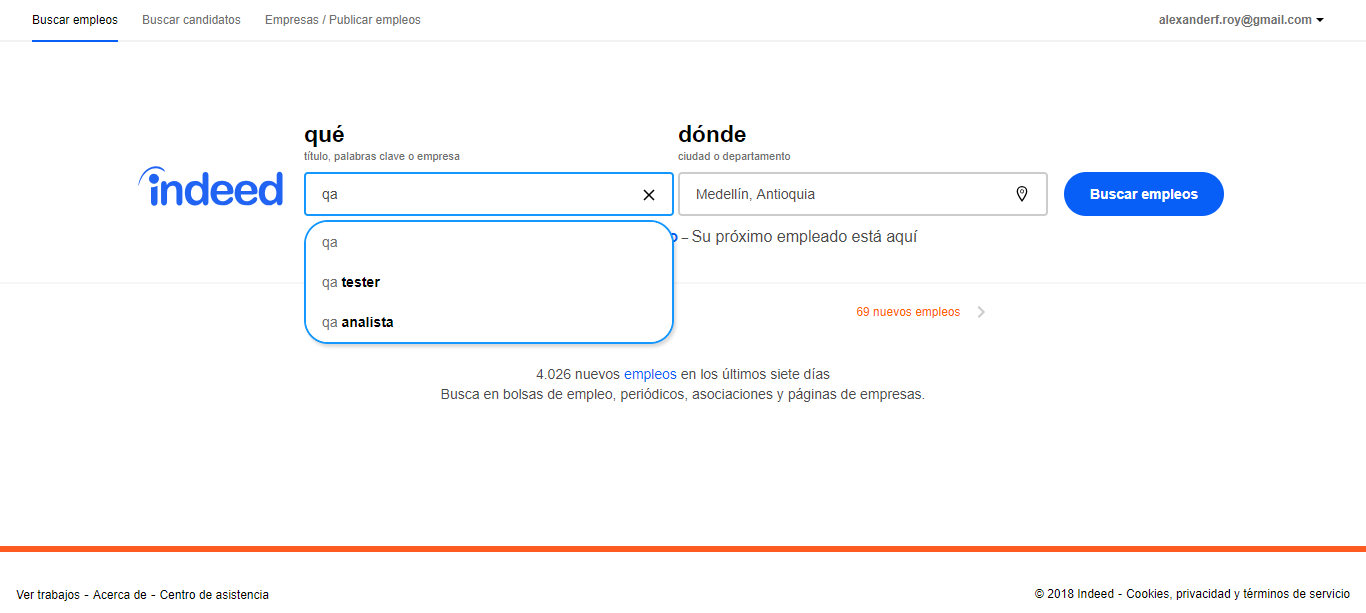 Buscar empleos Buscar candidatos Empresas / Publicar empleos alexanderf.roy@gmail.com
qué dónde
título, palabras clave o empresa ciudad o departamento
indeed qa Medellín, Antioquia Buscar empleos
– Su próximo empleado está aquí
qa
qa tester
qa analista
69 nuevos empleos
4.026 nuevos empleos en los últimos siete días
Busca en bolsas de empleo, periódicos, asociaciones y páginas de empresas.
Ver trabajos - Acerca de - Centro de asistencia © 2018 Indeed - Cookies, privacidad y términos de servicio